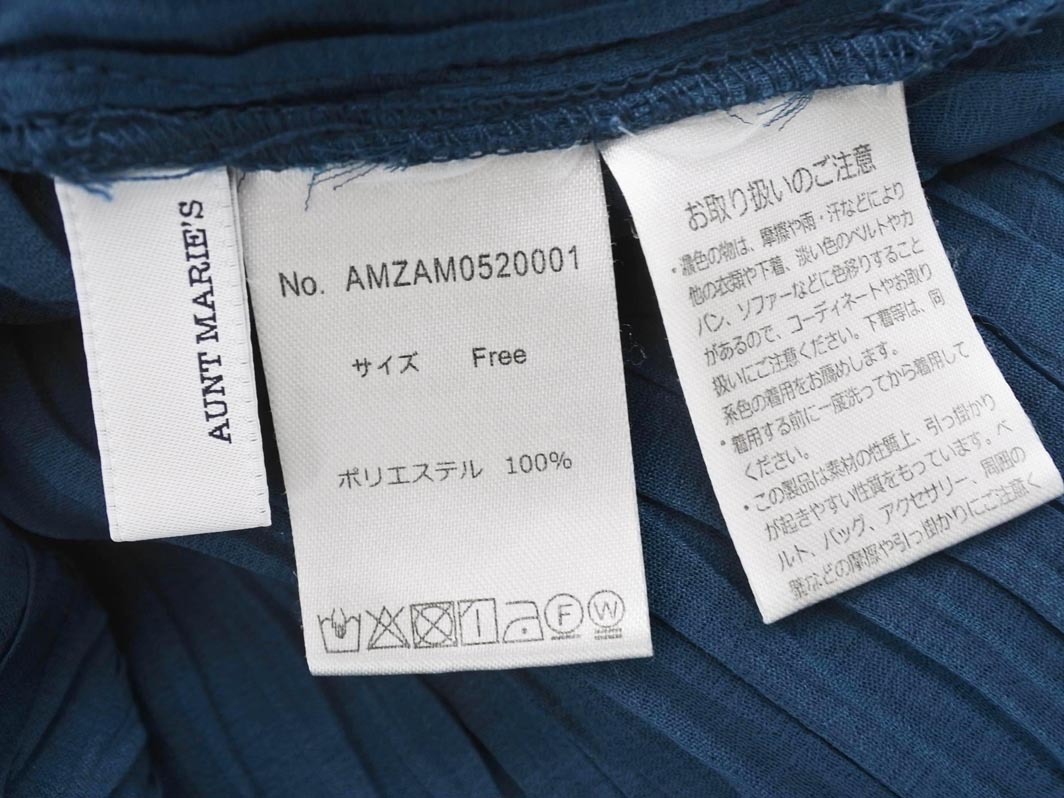 AUNT MARIE'S
No. AMZAM0520001
サイズ Free
ポリエステル 100%
F
W
お取り扱いのご注意
・濃色の物は、摩擦や雨・汗などにより
他の衣類や下着、淡い色のベルトやカ
バン、ソファーなどに色移りすること
があるので、コーディネートやお取り
扱いにご注意ください。下着等は、同
系色の着用をお薦めします。
・着用する前に一度洗ってから着用して
ください。
・この製品は素材の性質上、引っ掛かり
が起きやすい性質をもっています。ベ
ルト、バッグ、アクセサリー、周囲の
壁などの摩擦や引っ掛かりにご注意く